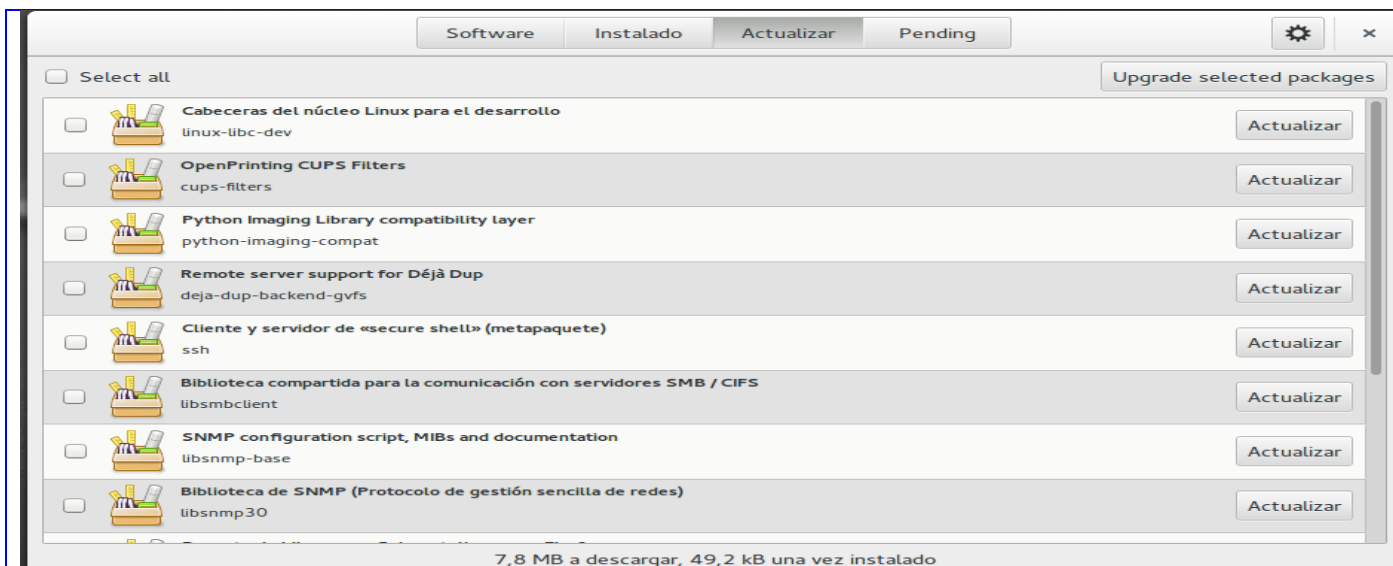 Software Instalado Actualizar Pending
Select all Upgrade selected packages
Cabeceras del núcleo Linux para el desarrollo
linux-libc-dev
Actualizar
OpenPrinting CUPS Filters
cups-filters
Actualizar
Python Imaging Library compatibility layer
python-imaging-compat
Actualizar
Remote server support for Déjà Dup
deja-dup-backend-gvfs
Actualizar
Cliente y servidor de «secure shell» (metapaquete)
ssh
Actualizar
Biblioteca compartida para la comunicación con servidores SMB / CIFS
libsmbclient
Actualizar
SNMP configuration script, MIBs and documentation
libsnmp-base
Actualizar
Biblioteca de SNMP (Protocolo de gestión sencilla de redes)
libsnmp30
Actualizar
7,8 MB a descargar, 49,2 kB una vez instalado